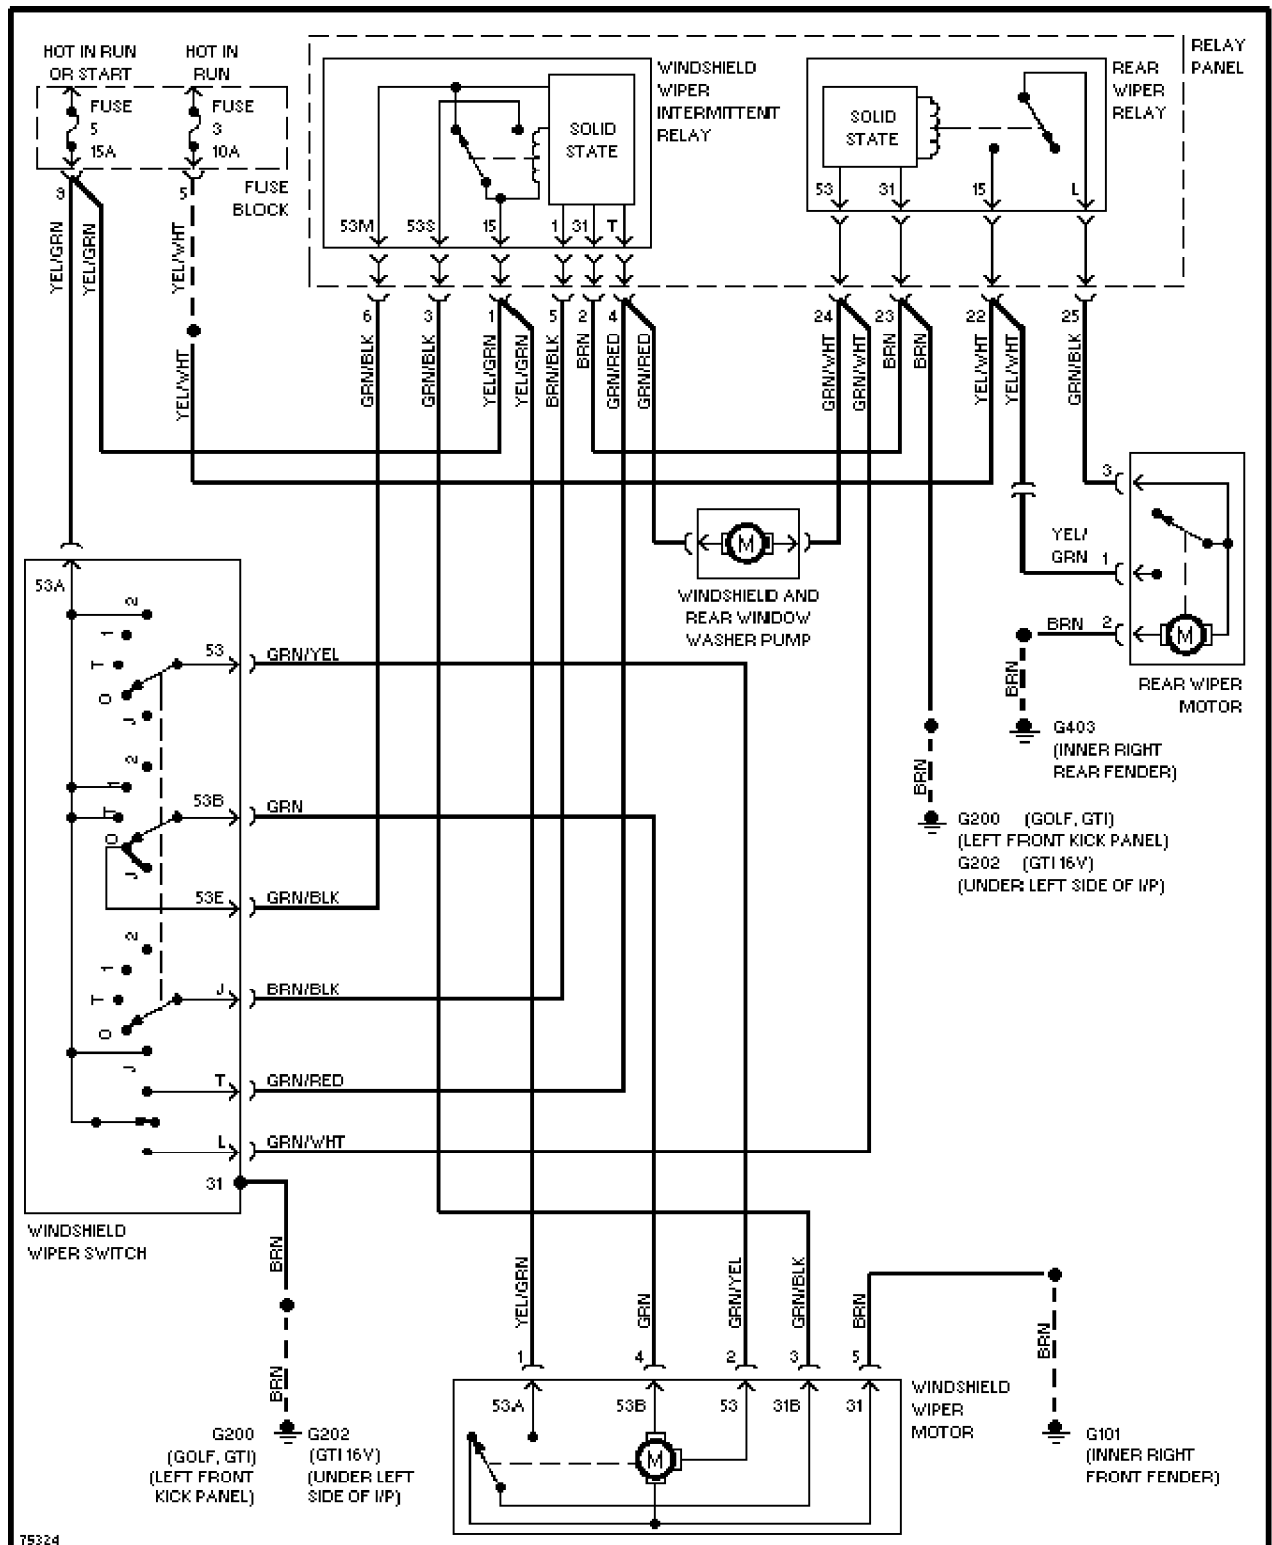 HOT IN RUN
OR START
HOT IN
RUN
FUSE
5
15A
FUSE
3
10A
FUSE
BLOCK
9
5
YEL/GRN
YEL/GRN
YEL/WHT
YEL/WHT
WINDSHIELD
WIPER
INTERMITTENT
RELAY
SOLID
STATE
53M
53S
15
1
31
T
REAR
WIPER
RELAY
RELAY
PANEL
SOLID
STATE
53
31
15
L
6
3
1
5
2
4
24
23
22
25
GRN/BLK
GRN/BLK
YEL/GRN
YEL/GRN
BRN/BLK
BRN
GRN/RED
GRN/RED
GRN/WHT
GRN/WHT
BRN
BRN
YEL/WHT
YEL/WHT
GRN/BLK
M
WINDSHIELD AND
REAR WINDOW
WASHER PUMP
3
YEL/
GRN
1
BRN
2
M
REAR WIPER
MOTOR
BRN
G403
(INNER RIGHT
REAR FENDER)
BRN
G200 (GOLF, GTI)
(LEFT FRONT KICK PANEL)
G202 (GTI 16V)
(UNDER LEFT SIDE OF I/P)
53A
2
1
T
O
J
53
GRN/YEL
2
1
T
O
J
53B
GRN
53E
GRN/BLK
2
1
T
O
J
J
BRN/BLK
T
GRN/RED
L
GRN/WHT
31
WINDSHIELD
WIPER SWITCH
BRN
BRN
G200
(GOLF, GTI)
(LEFT FRONT
KICK PANEL)
G202
(GTI 16V)
(UNDER LEFT
SIDE OF I/P)
YEL/GRN
GRN
GRN/YEL
GRN/BLK
BRN
1
4
2
3
5
53A
53B
53
31B
31
M
WINDSHIELD
WIPER
MOTOR
BRN
G101
(INNER RIGHT
FRONT FENDER)
75324